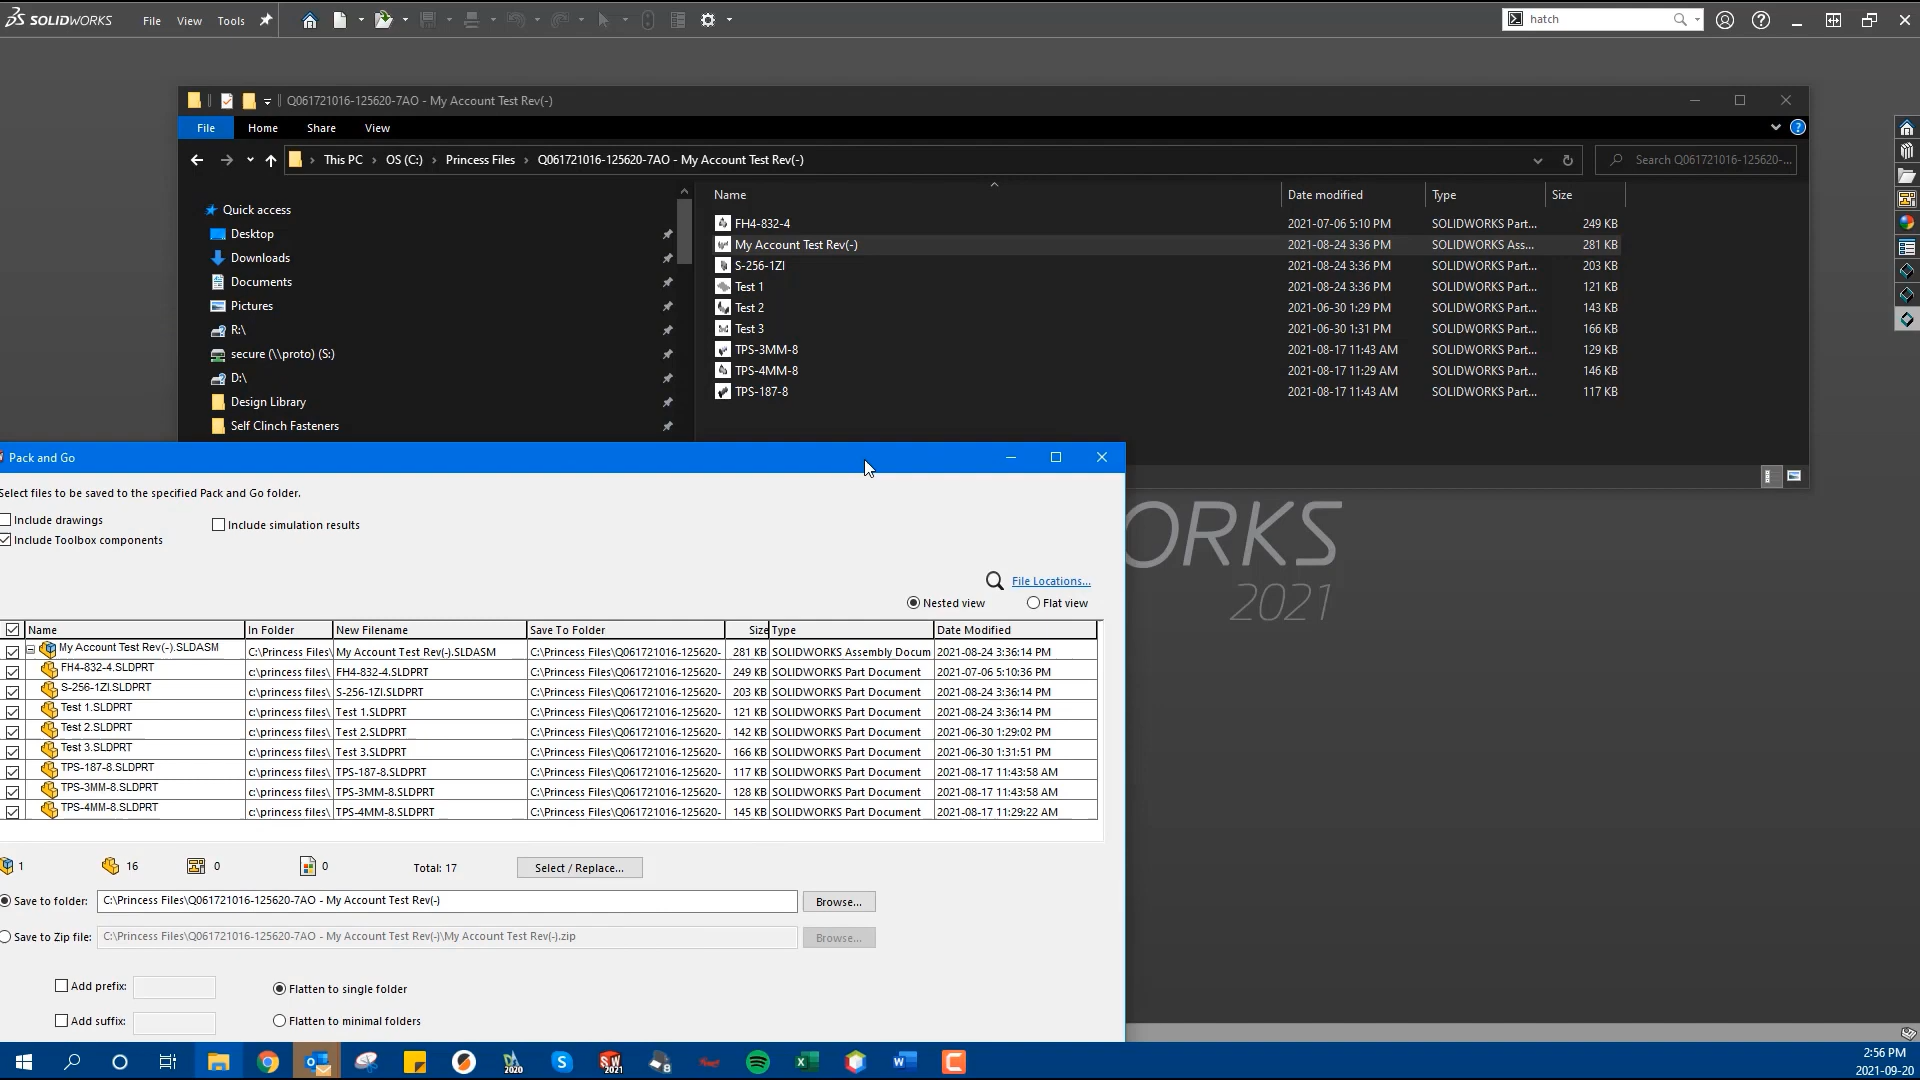 SOLIDWORKS File View Tools hatch
Q061721016-125620-7AO - My Account Test Rev(-)
File Home Share View
This PC OS (C:) Princess Files Q061721016-125620-7AO - My Account Test Rev(-) Search Q061721016-125620-...
Name Date modified Type Size
Quick access
Desktop
Downloads
Documents
Pictures
R:\
secure (\\proto) (S:)
D:\
Design Library
Self Clinch Fasteners
FH4-832-4 2021-07-06 5:10 PM SOLIDWORKS Part... 249 KB
My Account Test Rev(-) 2021-08-24 3:36 PM SOLIDWORKS Ass... 281 KB
S-256-1ZI 2021-08-24 3:36 PM SOLIDWORKS Part... 203 KB
Test 1 2021-08-24 3:36 PM SOLIDWORKS Part... 121 KB
Test 2 2021-06-30 1:29 PM SOLIDWORKS Part... 143 KB
Test 3 2021-06-30 1:31 PM SOLIDWORKS Part... 166 KB
TPS-3MM-8 2021-08-17 11:43 AM SOLIDWORKS Part... 129 KB
TPS-4MM-8 2021-08-17 11:29 AM SOLIDWORKS Part... 146 KB
TPS-187-8 2021-08-17 11:43 AM SOLIDWORKS Part... 117 KB
ORKS
2021
Pack and Go
Select files to be saved to the specified Pack and Go folder.
Include drawings Include simulation results
Include Toolbox components
File Locations...
Nested view Flat view
Name In Folder New Filename Save To Folder Size Type Date Modified
My Account Test Rev(-).SLDASM C:\Princess Files\ My Account Test Rev(-).SLDASM C:\Princess Files\Q061721016-125620- 281 KB SOLIDWORKS Assembly Docum 2021-08-24 3:36:14 PM
FH4-832-4.SLDPRT c:\princess files\ FH4-832-4.SLDPRT C:\Princess Files\Q061721016-125620- 249 KB SOLIDWORKS Part Document 2021-07-06 5:10:36 PM
S-256-1ZI.SLDPRT c:\princess files\ S-256-1ZI.SLDPRT C:\Princess Files\Q061721016-125620- 203 KB SOLIDWORKS Part Document 2021-08-24 3:36:14 PM
Test 1.SLDPRT c:\princess files\ Test 1.SLDPRT C:\Princess Files\Q061721016-125620- 121 KB SOLIDWORKS Part Document 2021-08-24 3:36:14 PM
Test 2.SLDPRT c:\princess files\ Test 2.SLDPRT C:\Princess Files\Q061721016-125620- 142 KB SOLIDWORKS Part Document 2021-06-30 1:29:02 PM
Test 3.SLDPRT c:\princess files\ Test 3.SLDPRT C:\Princess Files\Q061721016-125620- 166 KB SOLIDWORKS Part Document 2021-06-30 1:31:51 PM
TPS-187-8.SLDPRT c:\princess files\ TPS-187-8.SLDPRT C:\Princess Files\Q061721016-125620- 117 KB SOLIDWORKS Part Document 2021-08-17 11:43:58 AM
TPS-3MM-8.SLDPRT c:\princess files\ TPS-3MM-8.SLDPRT C:\Princess Files\Q061721016-125620- 128 KB SOLIDWORKS Part Document 2021-08-17 11:43:58 AM
TPS-4MM-8.SLDPRT c:\princess files\ TPS-4MM-8.SLDPRT C:\Princess Files\Q061721016-125620- 145 KB SOLIDWORKS Part Document 2021-08-17 11:29:22 AM
1 16 0 0 Total: 17 Select / Replace...
Save to folder: C:\Princess Files\Q061721016-125620-7AO - My Account Test Rev(-) Browse...
Save to Zip file: C:\Princess Files\Q061721016-125620-7AO - My Account Test Rev(-)\My Account Test Rev(-).zip Browse...
Add prefix: Flatten to single folder
Add suffix: Flatten to minimal folders
2:56 PM
2021-09-20